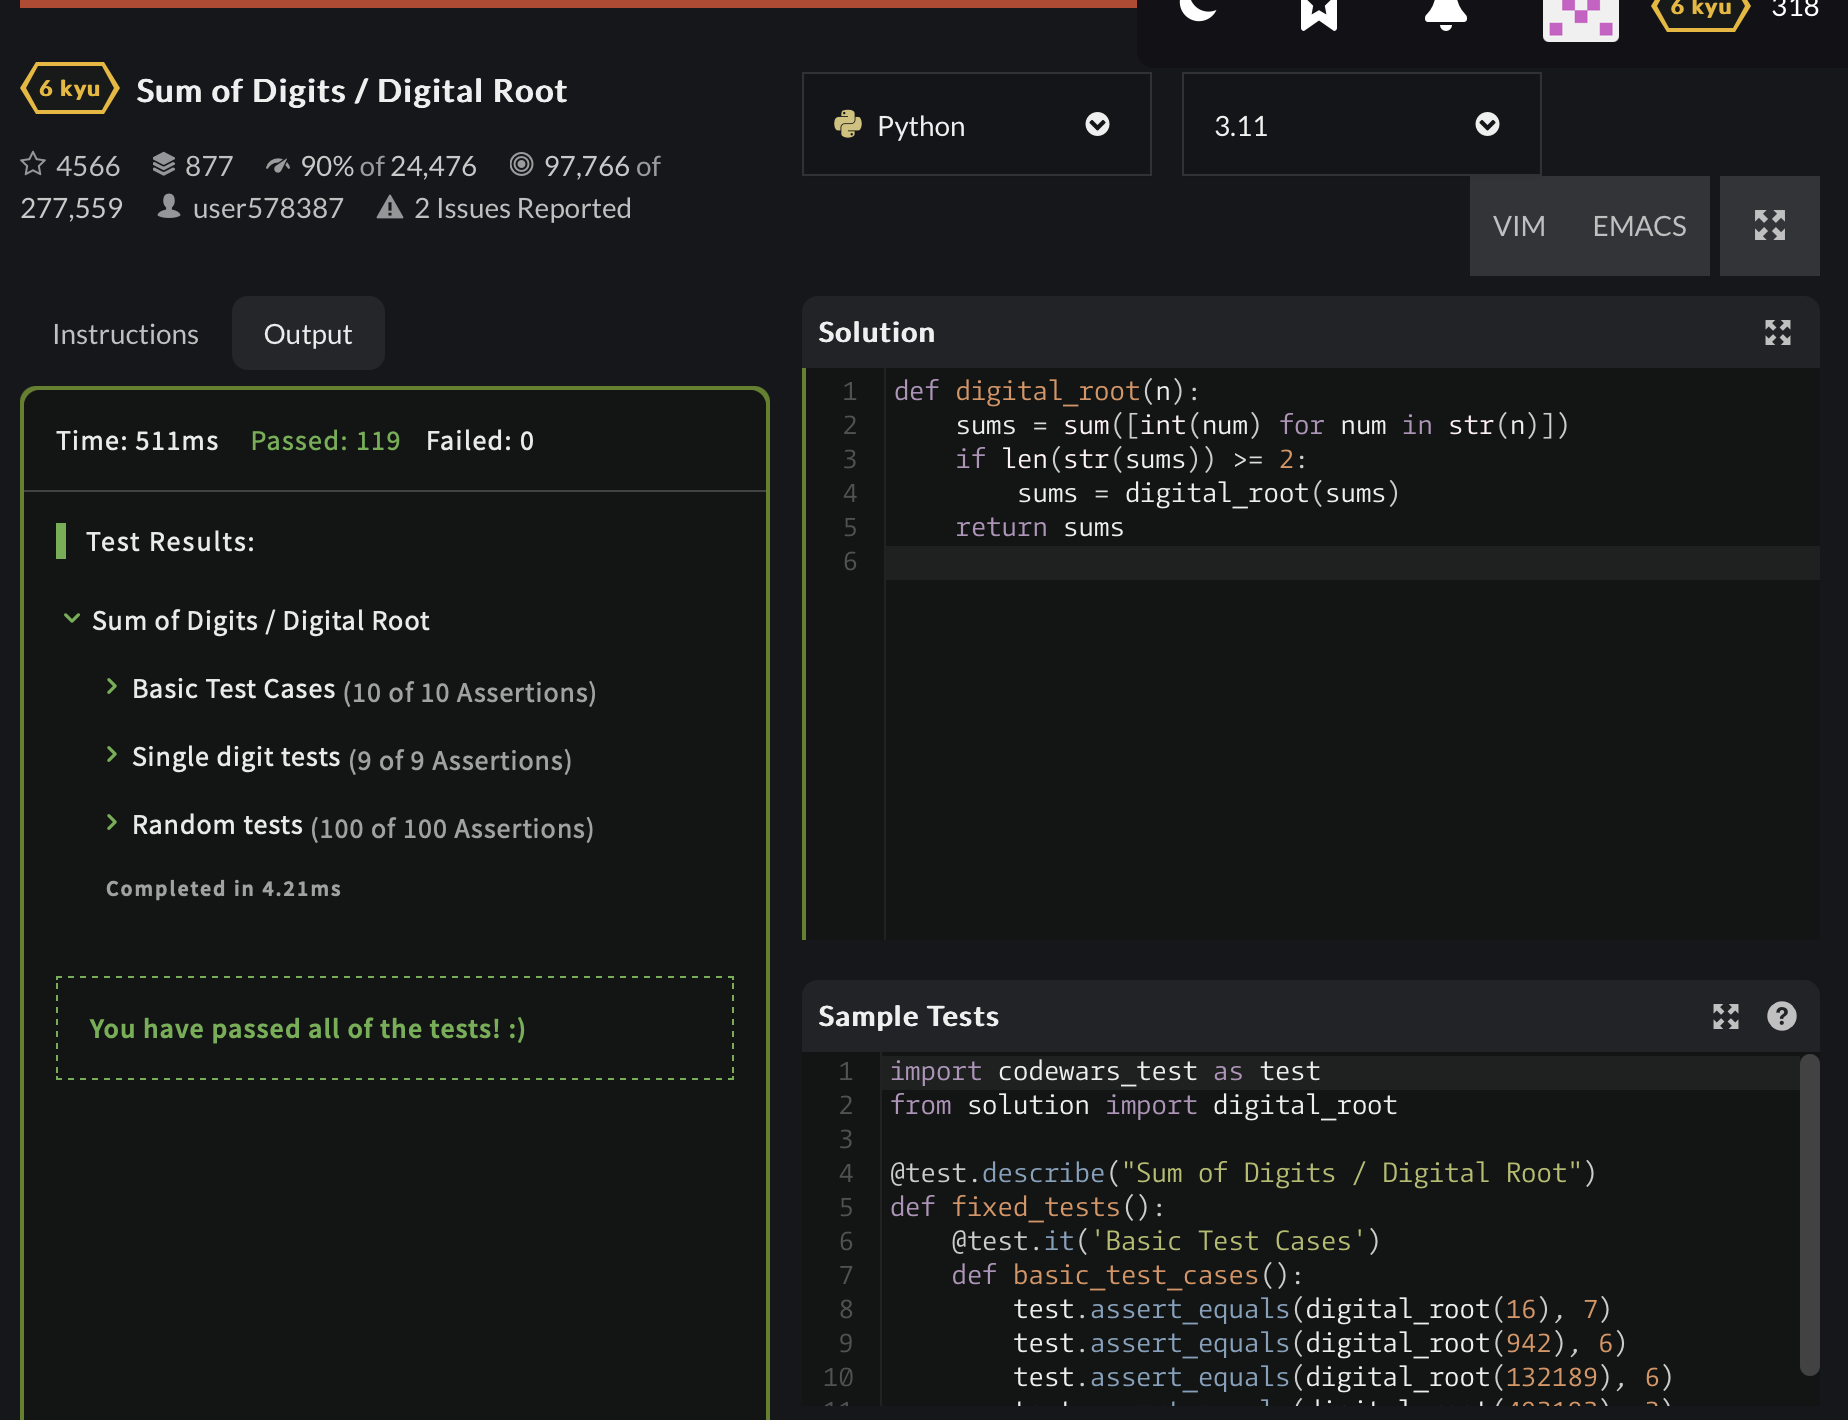 6 kyu 318
6 kyu Sum of Digits / Digital Root
4566 877 90% of 24,476 97,766 of
277,559 user578387 2 Issues Reported
Python
3.11
VIM EMACS
Instructions Output
Time: 511ms Passed: 119 Failed: 0
Test Results:
Sum of Digits / Digital Root
Basic Test Cases (10 of 10 Assertions)
Single digit tests (9 of 9 Assertions)
Random tests (100 of 100 Assertions)
Completed in 4.21ms
You have passed all of the tests! :)
Solution
1 def digital_root(n):
2     sums = sum([int(num) for num in str(n)])
3     if len(str(sums)) >= 2:
4         sums = digital_root(sums)
5     return sums
6
Sample Tests
1 import codewars_test as test
2 from solution import digital_root
3
4 @test.describe("Sum of Digits / Digital Root")
5 def fixed_tests():
6     @test.it('Basic Test Cases')
7     def basic_test_cases():
8         test.assert_equals(digital_root(16), 7)
9         test.assert_equals(digital_root(942), 6)
10         test.assert_equals(digital_root(132189), 6)